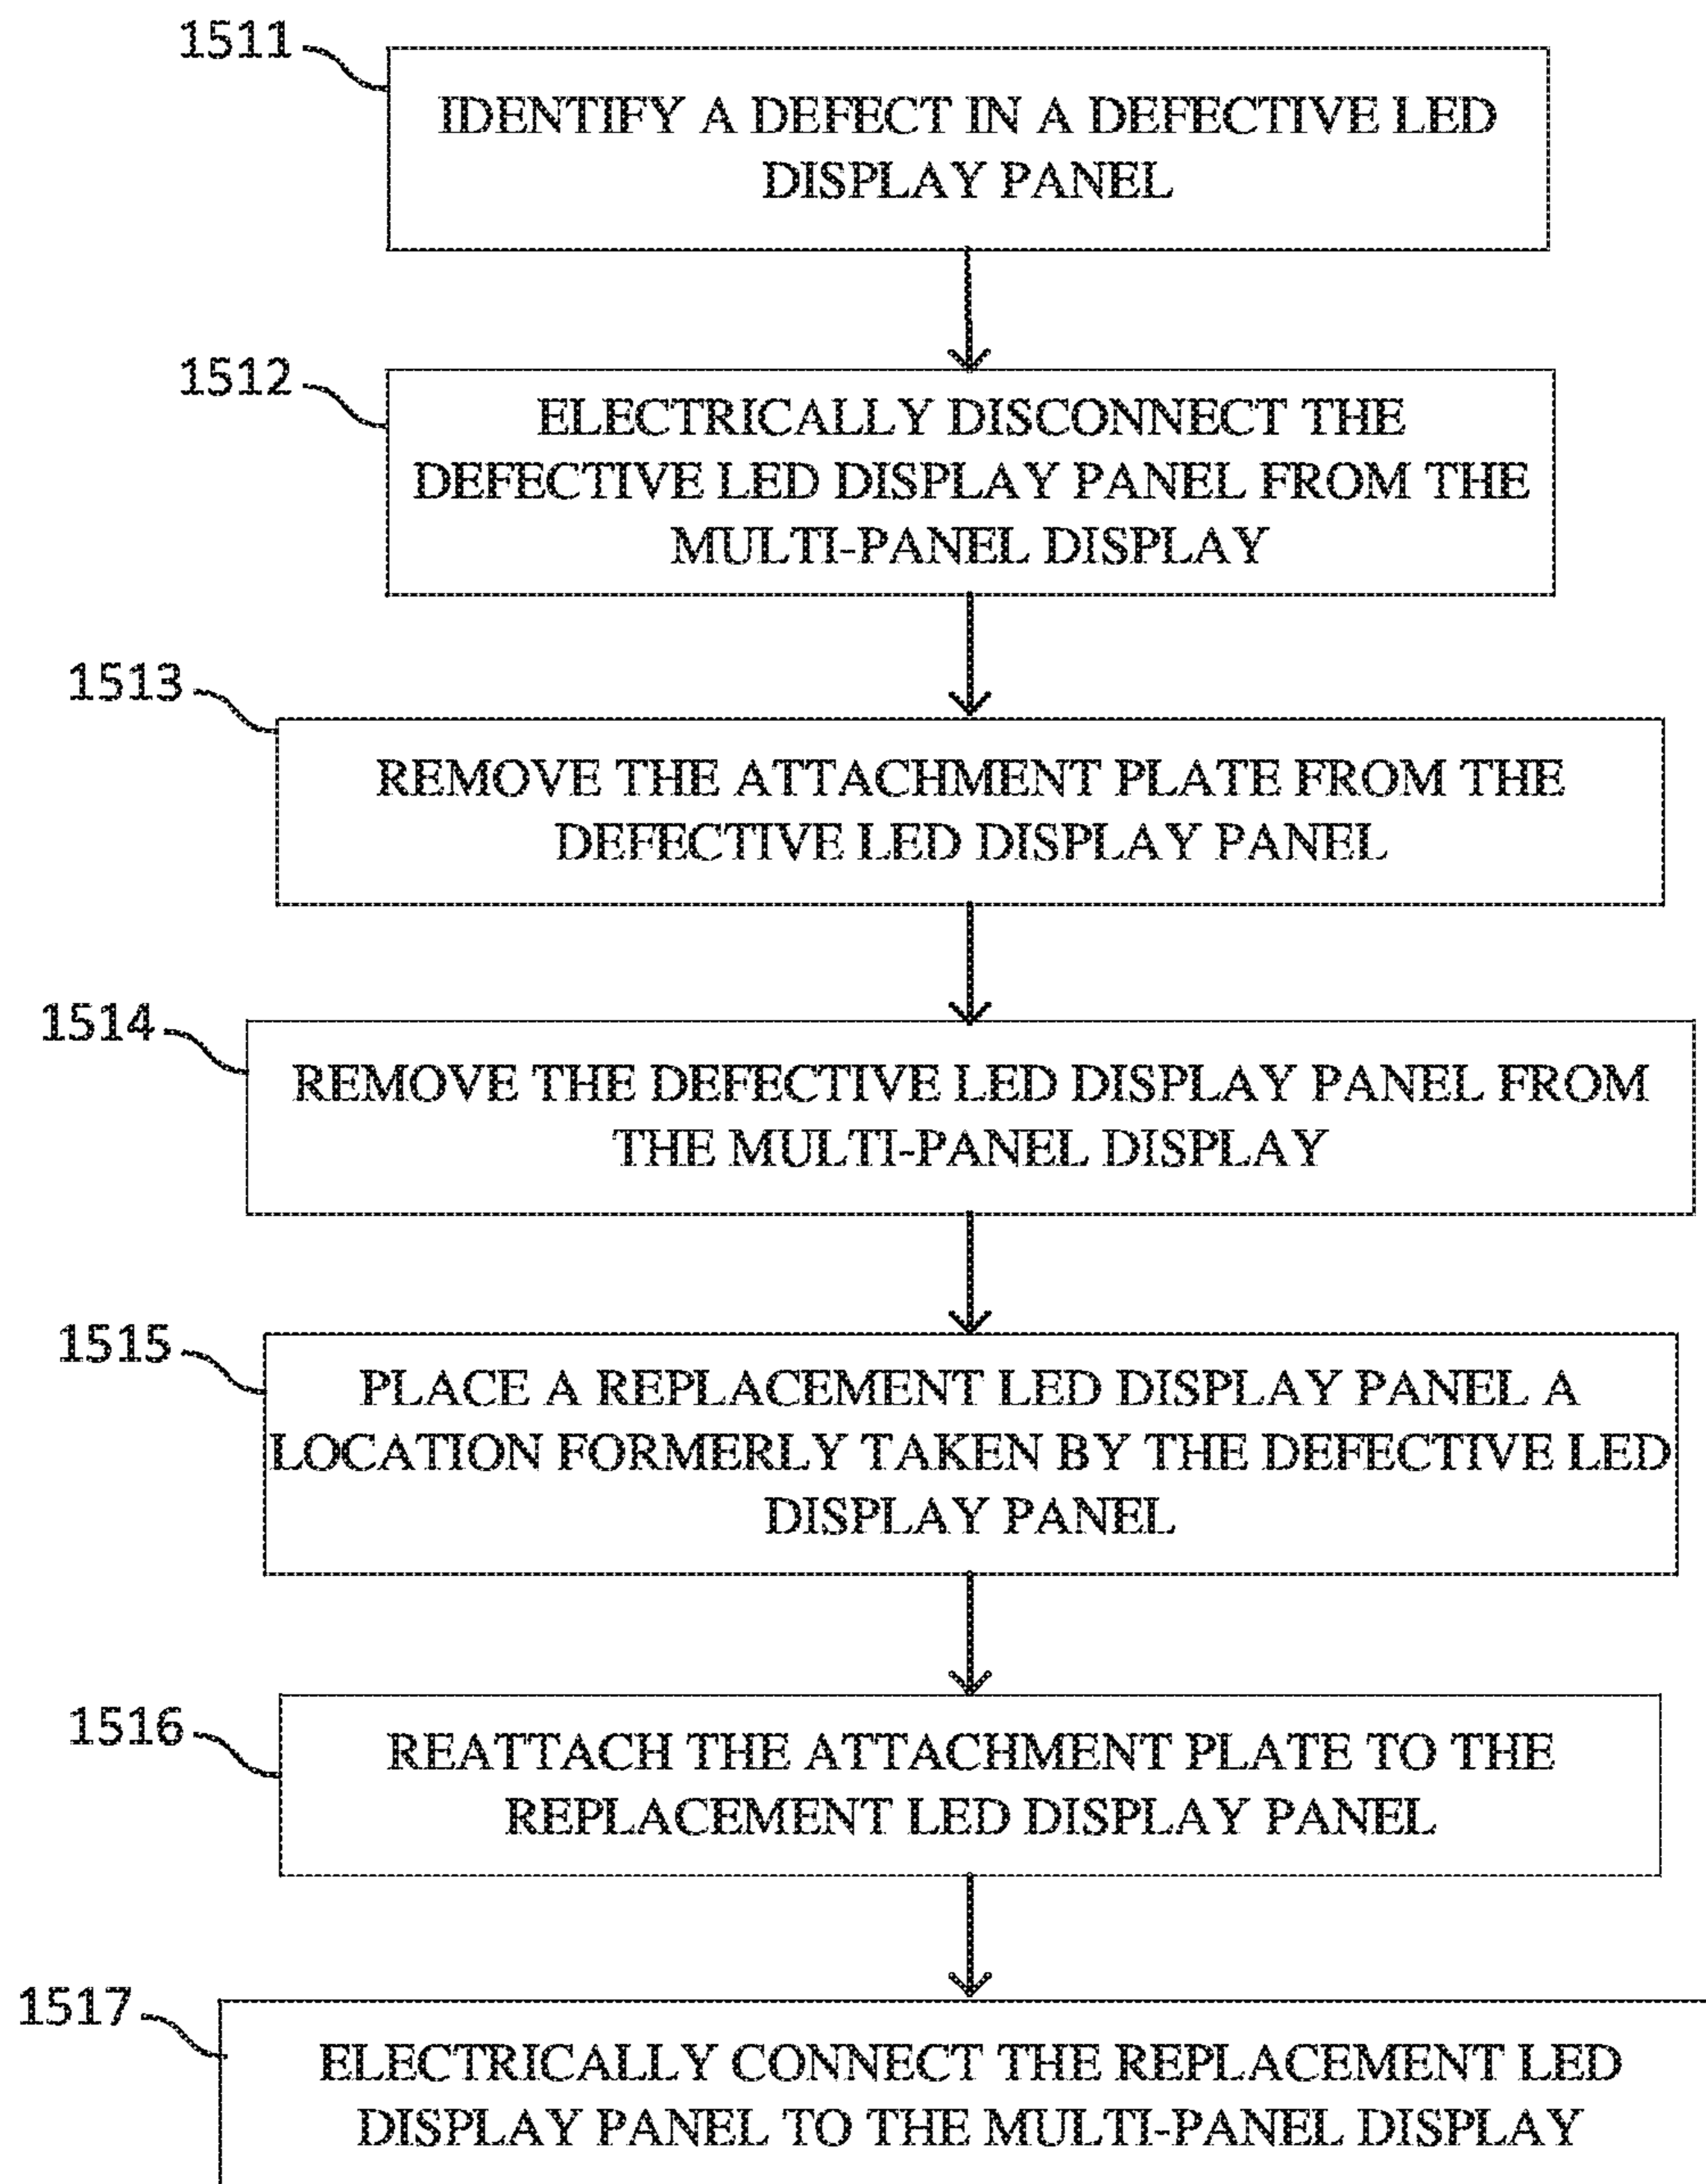 1511
IDENTIFY A DEFECT IN A DEFECTIVE LED
DISPLAY PANEL
1512
ELECTRICALLY DISCONNECT THE
DEFECTIVE LED DISPLAY PANEL FROM THE
MULTI-PANEL DISPLAY
1513
REMOVE THE ATTACHMENT PLATE FROM THE
DEFECTIVE LED DISPLAY PANEL
1514
REMOVE THE DEFECTIVE LED DISPLAY PANEL FROM
THE MULTI-PANEL DISPLAY
1515
PLACE A REPLACEMENT LED DISPLAY PANEL A
LOCATION FORMERLY TAKEN BY THE DEFECTIVE LED
DISPLAY PANEL
1516
REATTACH THE ATTACHMENT PLATE TO THE
REPLACEMENT LED DISPLAY PANEL
1517
ELECTRICALLY CONNECT THE REPLACEMENT LED
DISPLAY PANEL TO THE MULTI-PANEL DISPLAY